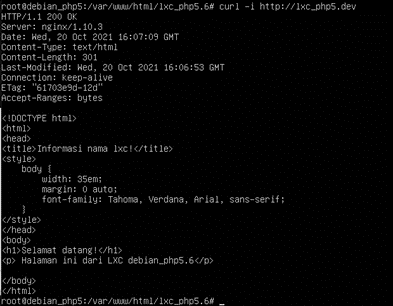 root@debian_php5:/var/www/html/lxc_php5.6# curl -i http://lxc_php5.dev
HTTP/1.1 200 OK
Server: nginx/1.10.3
Date: Wed, 20 Oct 2021 16:07:09 GMT
Content-Type: text/html
Content-Length: 301
Last-Modified: Wed, 20 Oct 2021 16:06:53 GMT
Connection: keep-alive
ETag: "61703e9d-12d"
Accept-Ranges: bytes

<!DOCTYPE html>
<html>
<head>
<title>Informasi nama lxc!</title>
<style>
    body {
        width: 35em;
        margin: 0 auto;
        font-family: Tahoma, Verdana, Arial, sans-serif;
    }
</style>
</head>
<body>
<h1>Selamat datang!</h1>
<p> Halaman ini dari LXC debian_php5.6</p>

</body>
</html>
root@debian_php5:/var/www/html/lxc_php5.6# _